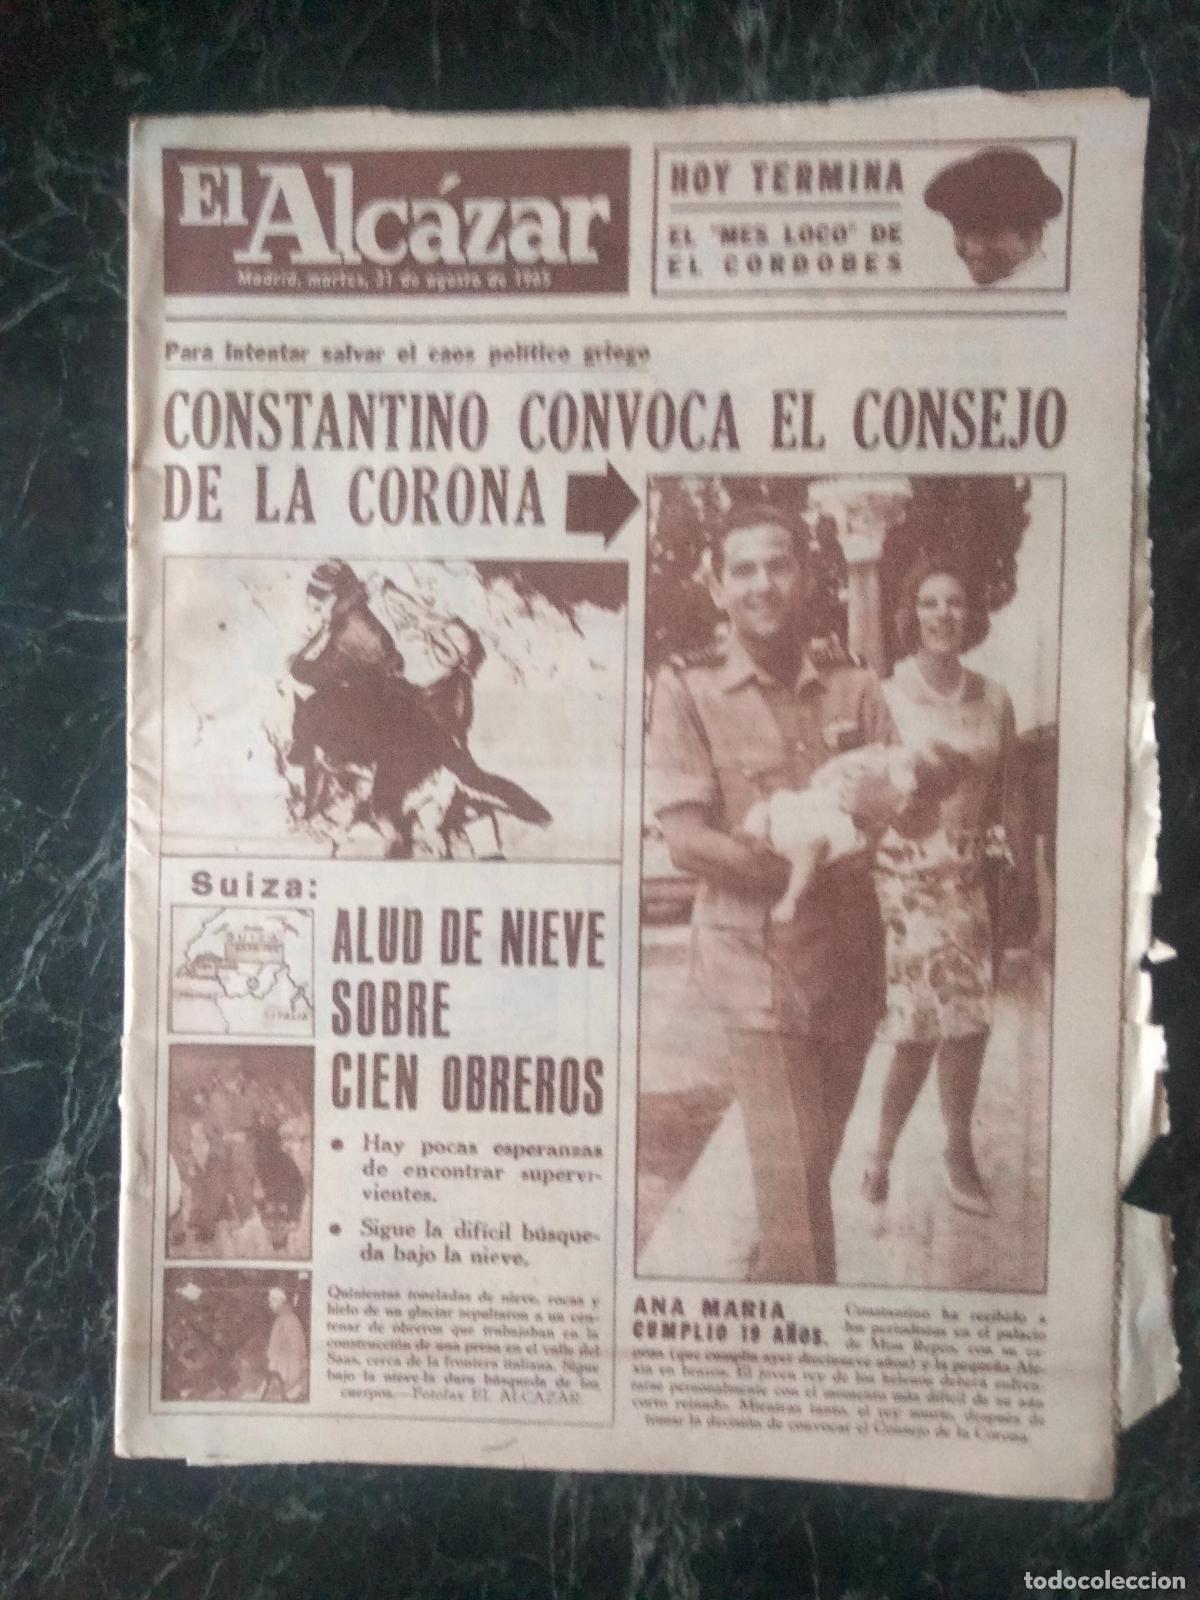 El Alcázar
Madrid, martes, 31 de agosto de 1965
HOY TERMINA
EL "MES LOCO" DE
EL CORDOBES
Para intentar salvar el caos político griego
CONSTANTINO CONVOCA EL CONSEJO
DE LA CORONA
Suiza:
SUIZA
ITALIA
ALUD DE NIEVE
SOBRE
CIEN OBREROS
● Hay pocas esperanzas
de encontrar supervi-
vientes.
● Sigue la difícil búsque-
da bajo la nieve.
Quinientas toneladas de nieve, rocas y
hielo de un glaciar sepultaron a un cen-
tenar de obreros que trabajaban en la
construcción de una presa en el valle del
Saas, cerca de la frontera italiana. Sigue
bajo la nieve la dura búsqueda de los
cuerpos.—Fotofax EL ALCAZAR
ANA MARIA
CUMPLIO 19 AÑOS.
Constantino ha recibido a
los periodistas en el palacio
de Mon Repos, con su es-
posa (que cumplía ayer diecinueve años) y la pequeña Ale-
xia en brazos. El joven rey de los helenos deberá enfren-
tarse personalmente con el momento más difícil de su aún
corto reinado. Mientras tanto, el rey sonríe, después de
tomar la decisión de convocar el Consejo de la Corona.
todocoleccion